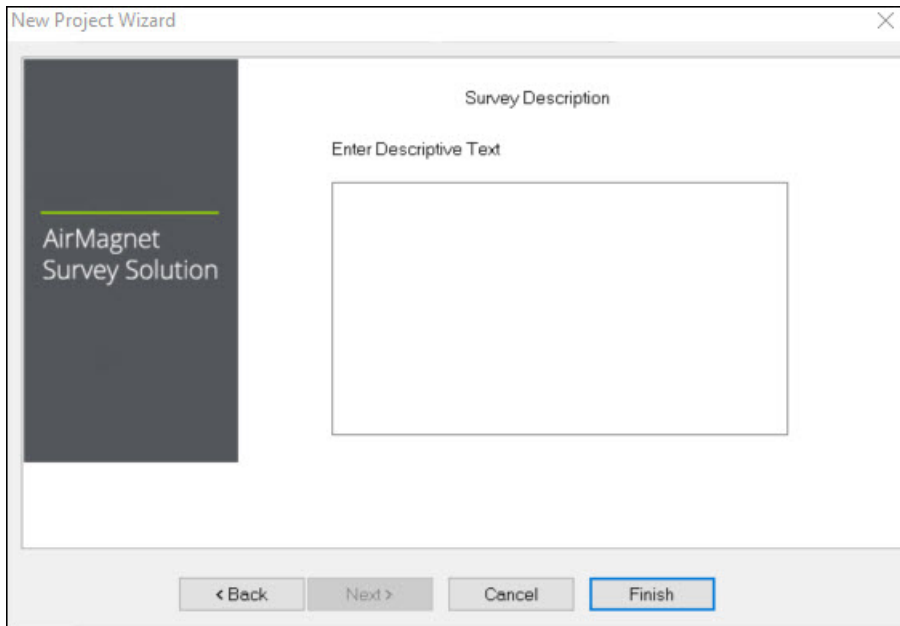 New Project Wizard
Survey Description
Enter Descriptive Text
AirMagnet
Survey Solution
< Back
Next >
Cancel
Finish